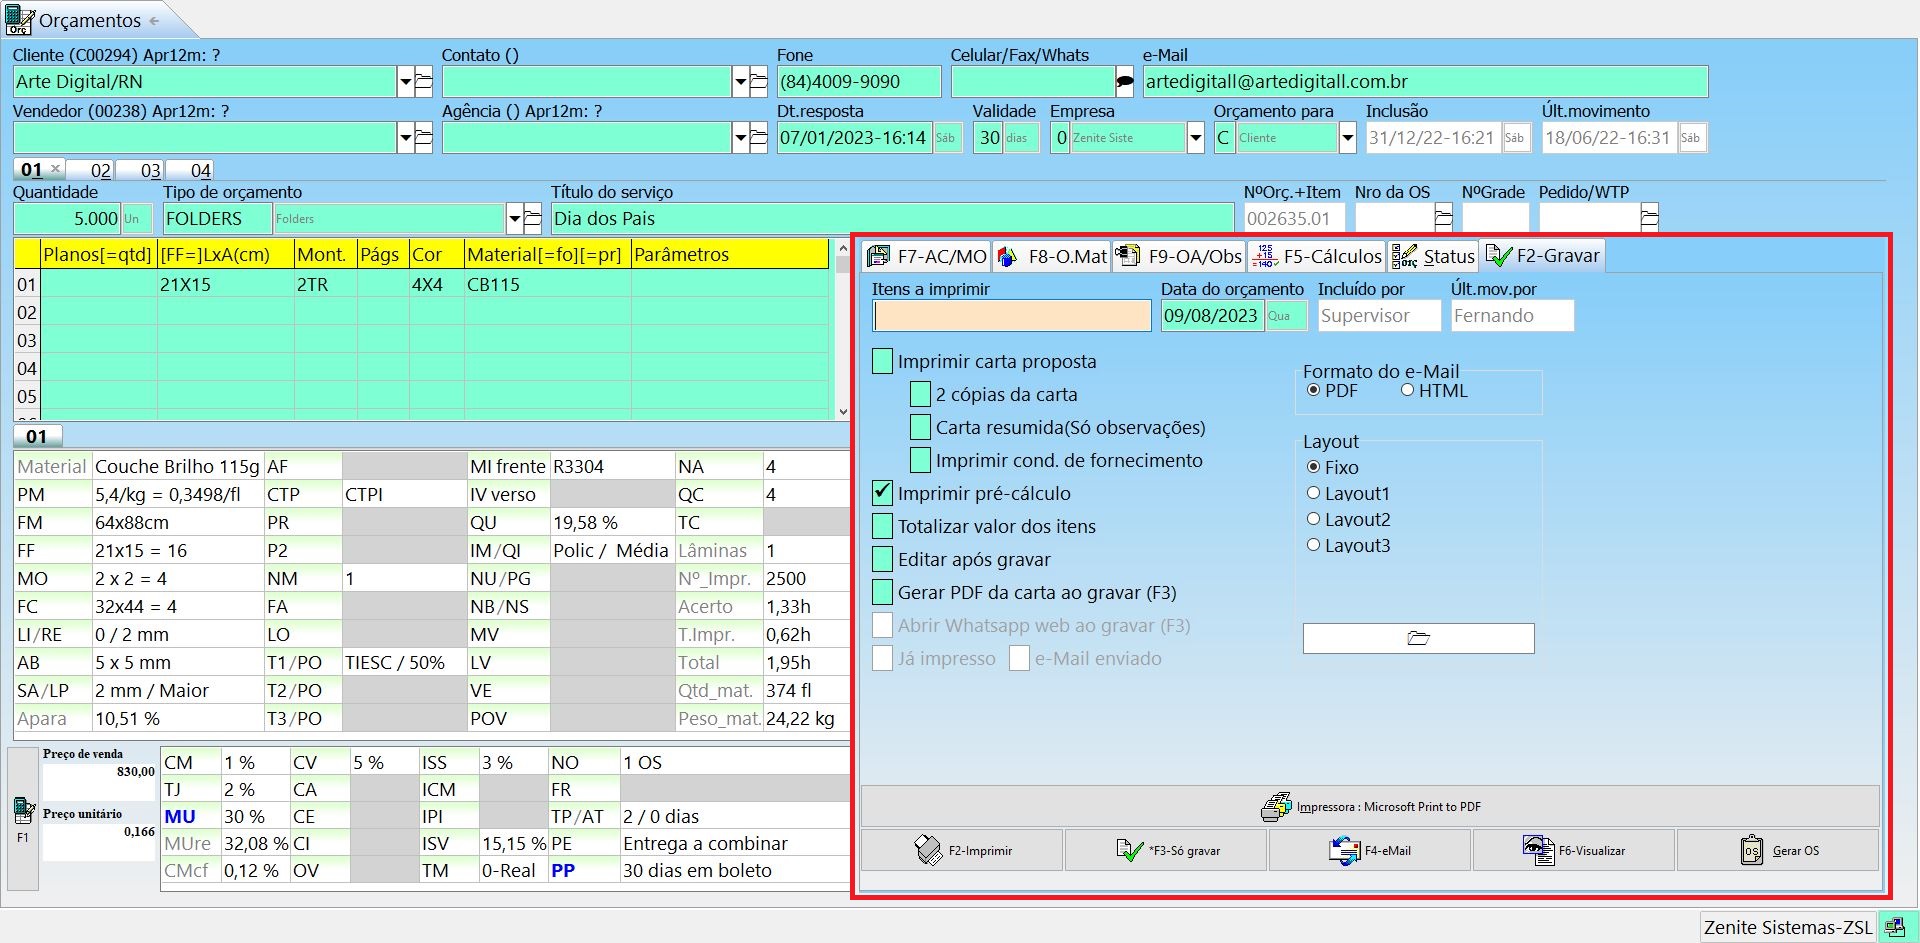 Orçamentos
Orç
Cliente (C00294) Apr12m: ? Contato () Fone Celular/Fax/Whats e-Mail
Arte Digital/RN (84)4009-9090 artedigitall@artedigitall.com.br
Vendedor (00238) Apr12m: ? Agência () Apr12m: ? Dt.resposta Validade Empresa Orçamento para Inclusão Últ.movimento
07/01/2023-16:14 Sáb 30 dias 0 Zenite Siste C Cliente 31/12/22-16:21 Sáb 18/06/22-16:31 Sáb
01 × 02 03 04
Quantidade Tipo de orçamento Título do serviço NºOrç.+Item Nro da OS NºGrade Pedido/WTP
5.000 Un FOLDERS Folders Dia dos Pais 002635.01
Planos[=qtd] [FF=]LxA(cm) Mont. Págs Cor Material[=fo][=pr] Parâmetros
01 21X15 2TR 4X4 CB115
02
03
04
05
01
Material Couche Brilho 115g AF MI frente R3304 NA 4
PM 5,4/kg = 0,3498/fl CTP CTPI IV verso QC 4
FM 64x88cm PR QU 19,58 % TC
FF 21x15 = 16 P2 IM/QI Polic / Média Lâminas 1
MO 2 x 2 = 4 NM 1 NU/PG Nº_Impr. 2500
FC 32x44 = 4 FA NB/NS Acerto 1,33h
LI/RE 0 / 2 mm LO MV T.Impr. 0,62h
AB 5 x 5 mm T1/PO TIESC / 50% LV Total 1,95h
SA/LP 2 mm / Maior T2/PO VE Qtd_mat. 374 fl
Apara 10,51 % T3/PO POV Peso_mat. 24,22 kg
F1
Preço de venda
830,00
Preço unitário
0,166
CM 1 % CV 5 % ISS 3 % NO 1 OS
TJ 2 % CA ICM FR
MU 30 % CE IPI TP/AT 2 / 0 dias
MUre 32,08 % CI ISV 15,15 % PE Entrega a combinar
CMcf 0,12 % OV TM 0-Real PP 30 dias em boleto
F7-AC/MO F8-O.Mat F9-OA/Obs 125 +15 =140 F5-Cálculos orç Status F2-Gravar
Itens a imprimir Data do orçamento Incluído por Últ.mov.por
09/08/2023 Qua Supervisor Fernando
Imprimir carta proposta
2 cópias da carta
Carta resumida(Só observações)
Imprimir cond. de fornecimento
Imprimir pré-cálculo
Totalizar valor dos itens
Editar após gravar
Gerar PDF da carta ao gravar (F3)
Abrir Whatsapp web ao gravar (F3)
Já impresso e-Mail enviado
Formato do e-Mail
PDF HTML
Layout
Fixo
Layout1
Layout2
Layout3
Impressora : Microsoft Print to PDF
F2-Imprimir *F3-Só gravar F4-eMail F6-Visualizar OS Gerar OS
Zenite Sistemas-ZSL